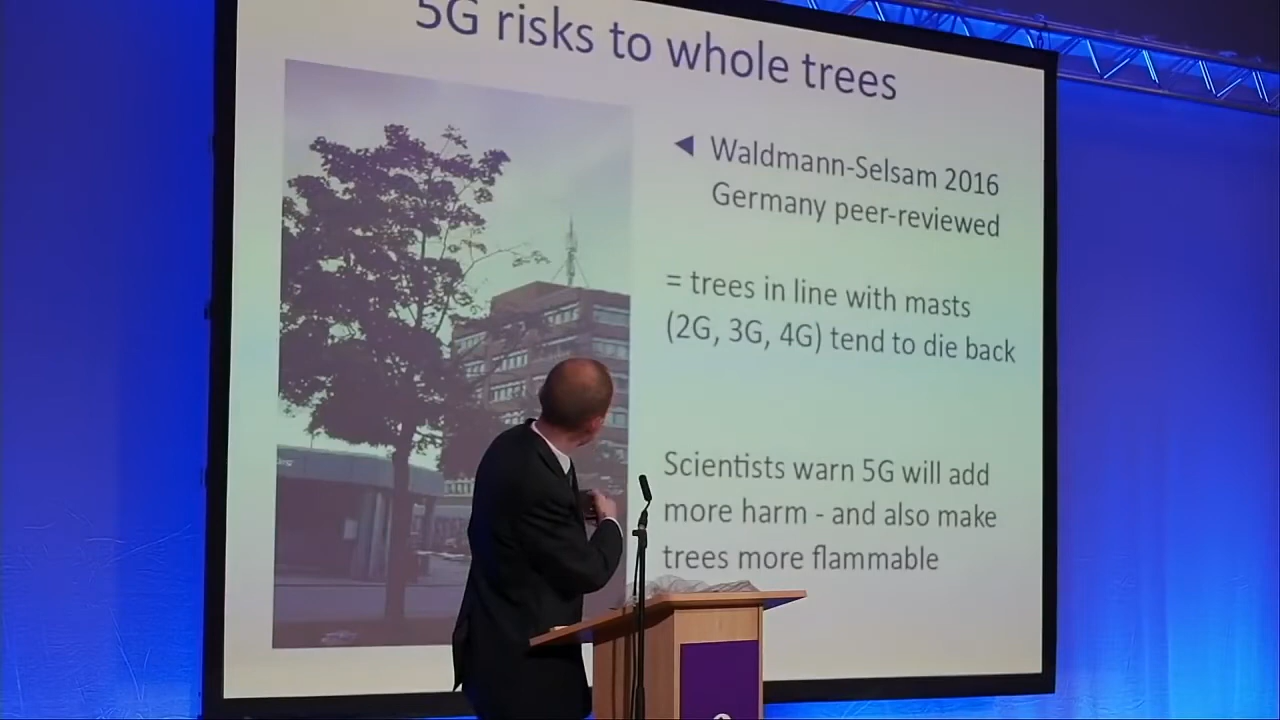 5G risks to whole trees
Waldmann-Selsam 2016
Germany peer-reviewed
= trees in line with masts
(2G, 3G, 4G) tend to die back
Scientists warn 5G will add
more harm - and also make
trees more flammable